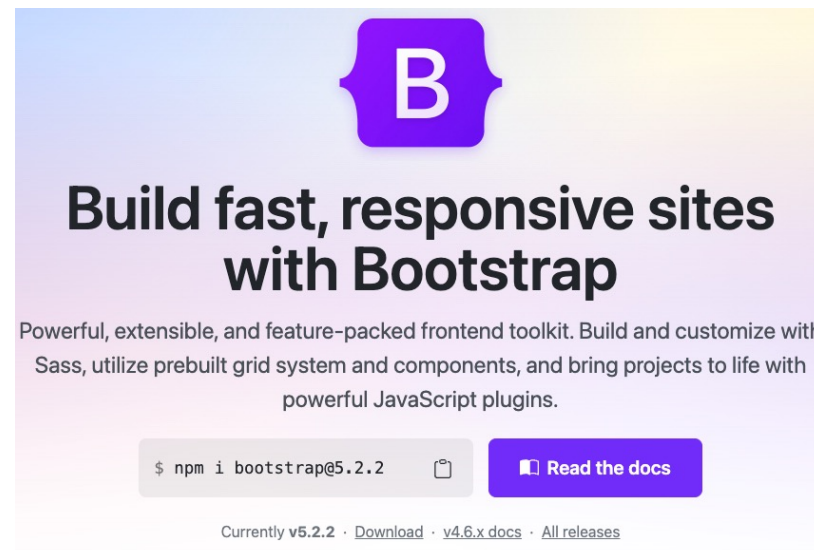 B
Build fast, responsive sites
with Bootstrap
Powerful, extensible, and feature-packed frontend toolkit. Build and customize with
Sass, utilize prebuilt grid system and components, and bring projects to life with
powerful JavaScript plugins.
$ npm i bootstrap@5.2.2
Read the docs
Currently v5.2.2 · Download · v4.6.x docs · All releases